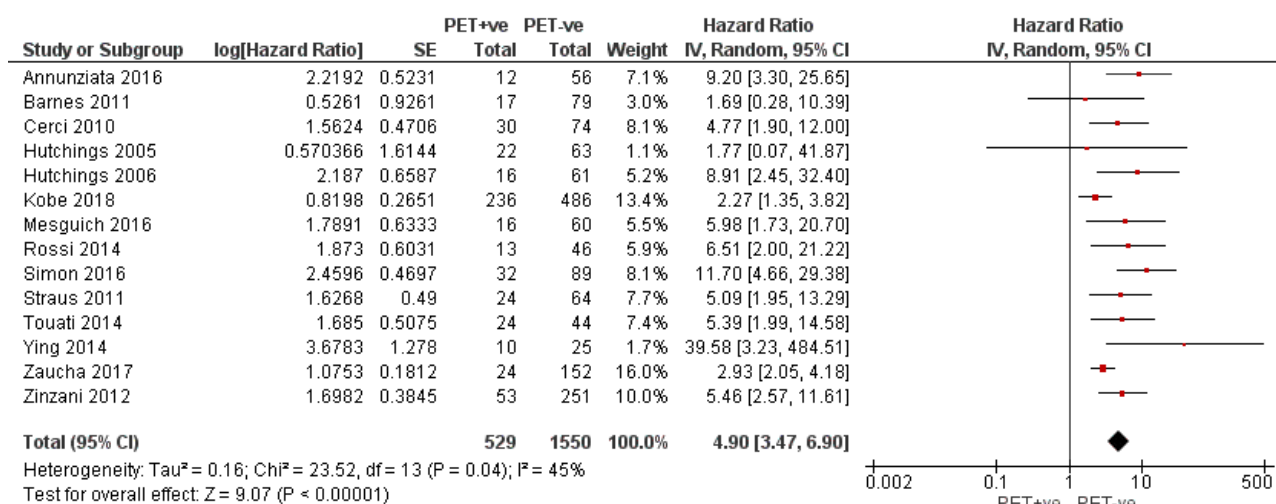 PET+ve PET-ve Hazard Ratio Hazard Ratio
Study or Subgroup log[Hazard Ratio] SE Total Total Weight IV, Random, 95% CI IV, Random, 95% CI
Annunziata 2016 2.2192 0.5231 12 56 7.1% 9.20 [3.30, 25.65]
Barnes 2011 0.5261 0.9261 17 79 3.0% 1.69 [0.28, 10.39]
Cerci 2010 1.5624 0.4706 30 74 8.1% 4.77 [1.90, 12.00]
Hutchings 2005 0.570366 1.6144 22 63 1.1% 1.77 [0.07, 41.87]
Hutchings 2006 2.187 0.6587 16 61 5.2% 8.91 [2.45, 32.40]
Kobe 2018 0.8198 0.2651 236 486 13.4% 2.27 [1.35, 3.82]
Mesguich 2016 1.7891 0.6333 16 60 5.5% 5.98 [1.73, 20.70]
Rossi 2014 1.873 0.6031 13 46 5.9% 6.51 [2.00, 21.22]
Simon 2016 2.4596 0.4697 32 89 8.1% 11.70 [4.66, 29.38]
Straus 2011 1.6268 0.49 24 64 7.7% 5.09 [1.95, 13.29]
Touati 2014 1.685 0.5075 24 44 7.4% 5.39 [1.99, 14.58]
Ying 2014 3.6783 1.278 10 25 1.7% 39.58 [3.23, 484.51]
Zaucha 2017 1.0753 0.1812 24 152 16.0% 2.93 [2.05, 4.18]
Zinzani 2012 1.6982 0.3845 53 251 10.0% 5.46 [2.57, 11.61]
Total (95% CI) 529 1550 100.0% 4.90 [3.47, 6.90]
Heterogeneity: Tau² = 0.16; Chi² = 23.52, df = 13 (P = 0.04); I² = 45%
Test for overall effect: Z = 9.07 (P < 0.00001)
0.002 0.1 1 10 500
PET+ve PET-ve